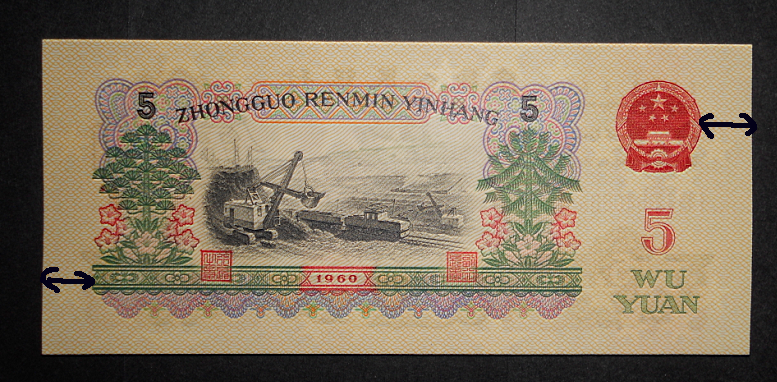 5 ZHONGGUO RENMIN YINHANG 5
5
WU
YUAN
1960